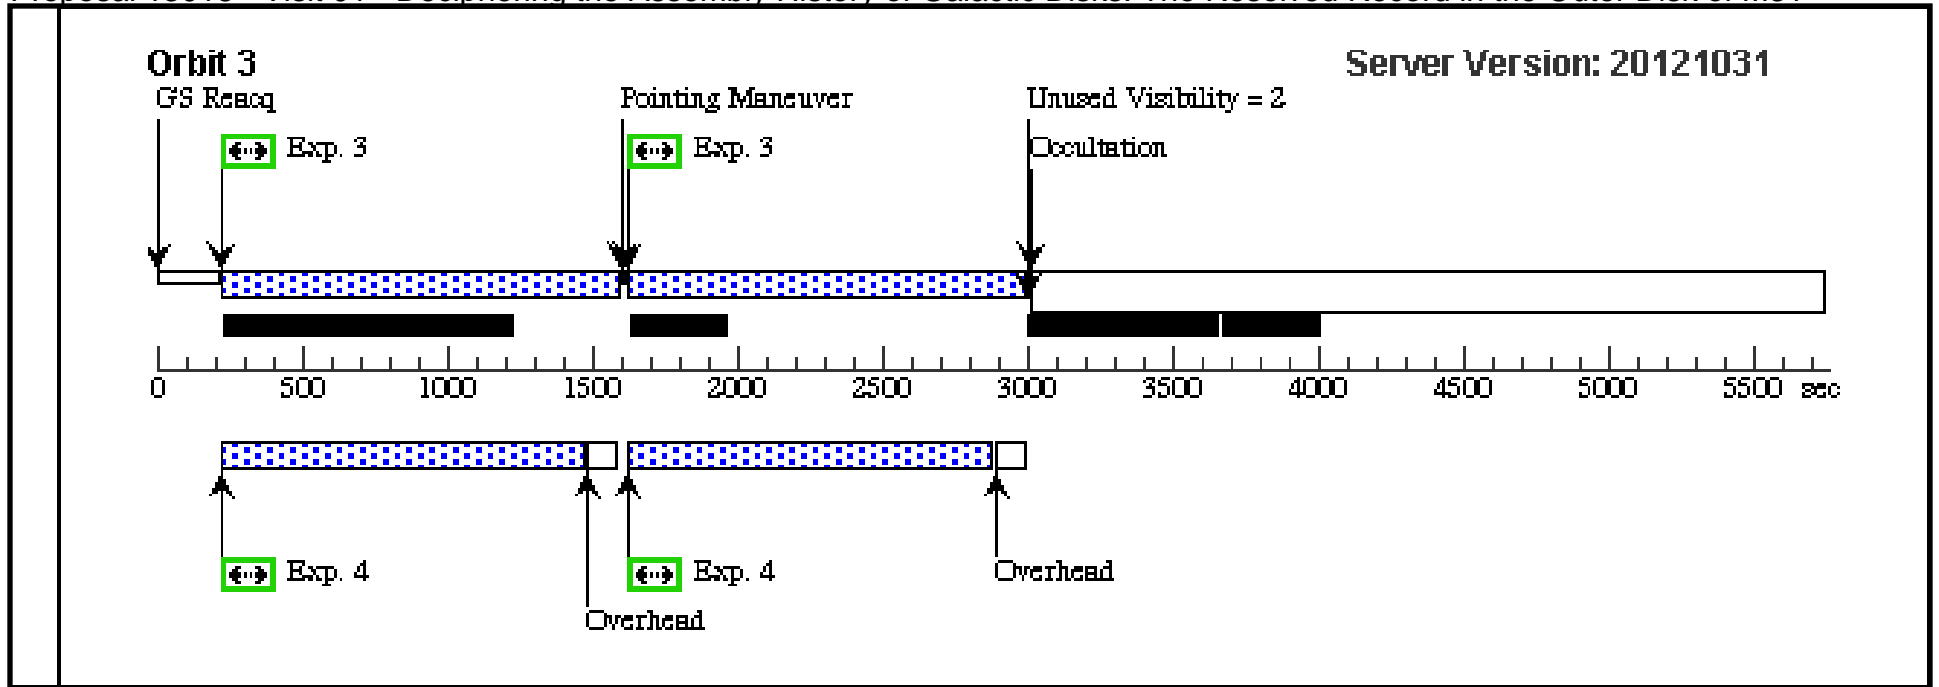 Orbit 3
Server Version: 20121031
GS Reacq
Pointing Maneuver
Unused Visibility = 2
Exp. 3
Exp. 3
Occultation
0 500 1000 1500 2000 2500 3000 3500 4000 4500 5000 5500 sec
Exp. 4
Exp. 4
Overhead
Overhead